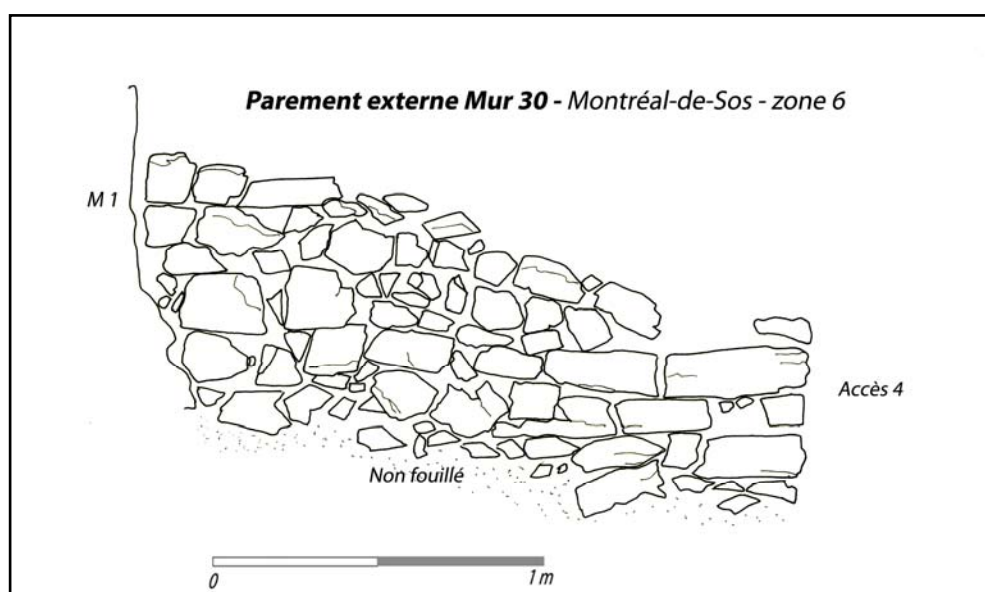 Parement externe Mur 30 - Montréal-de-Sos - zone 6
M 1
Accès 4
Non fouillé
0 1 m